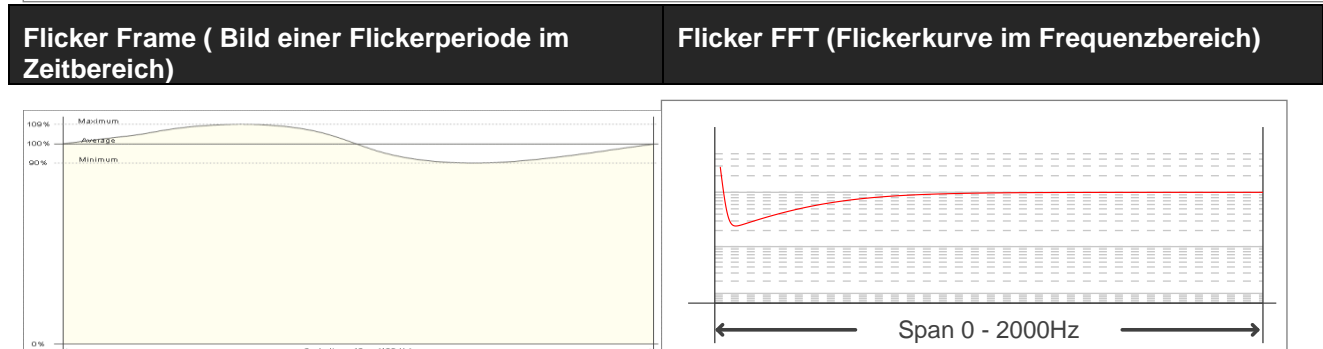 Flicker Frame ( Bild einer Flickerperiode im
Zeitbereich)
Flicker FFT (Flickerkurve im Frequenzbereich)
Maximum
109%
Average
100%
Minimum
90%
0%
Span 0 - 2000Hz